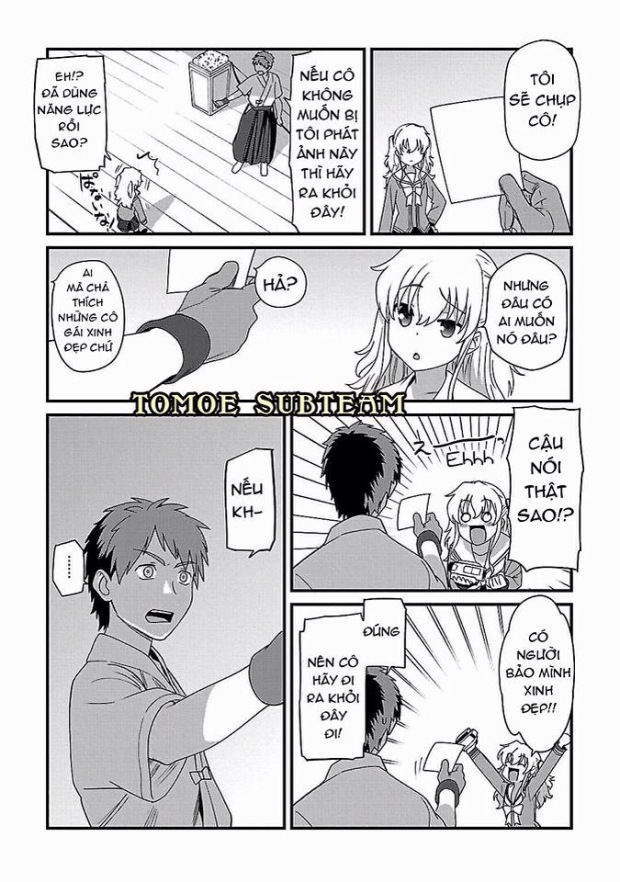 TÔI
SẼ CHỤP
CÔ!
NẾU CÔ
KHÔNG
MUỐN BỊ
TÔI PHÁT
ẢNH NÀY
THÌ HÃY
RA KHỎI
ĐÂY!
EH!?
ĐÃ DÙNG
NĂNG LỰC
RỒI
SAO?
NHƯNG
ĐÂU CÓ
AI MUỐN
NÓ ĐÂU?
HẢ?
AI
MÀ CHẢ
THÍCH
NHỮNG CÔ
GÁI XINH
ĐẸP CHỨ
TOMOE SUBTEAM
CẬU
NÓI
THẬT
SAO!?
Ehhh
NẾU
KH-
........
CÓ
NGƯỜI
BẢO MÌNH
XINH
ĐẸP!!
ĐÚNG
NÊN CÔ
HÃY ĐI
RA KHỎI
ĐÂY
ĐI!